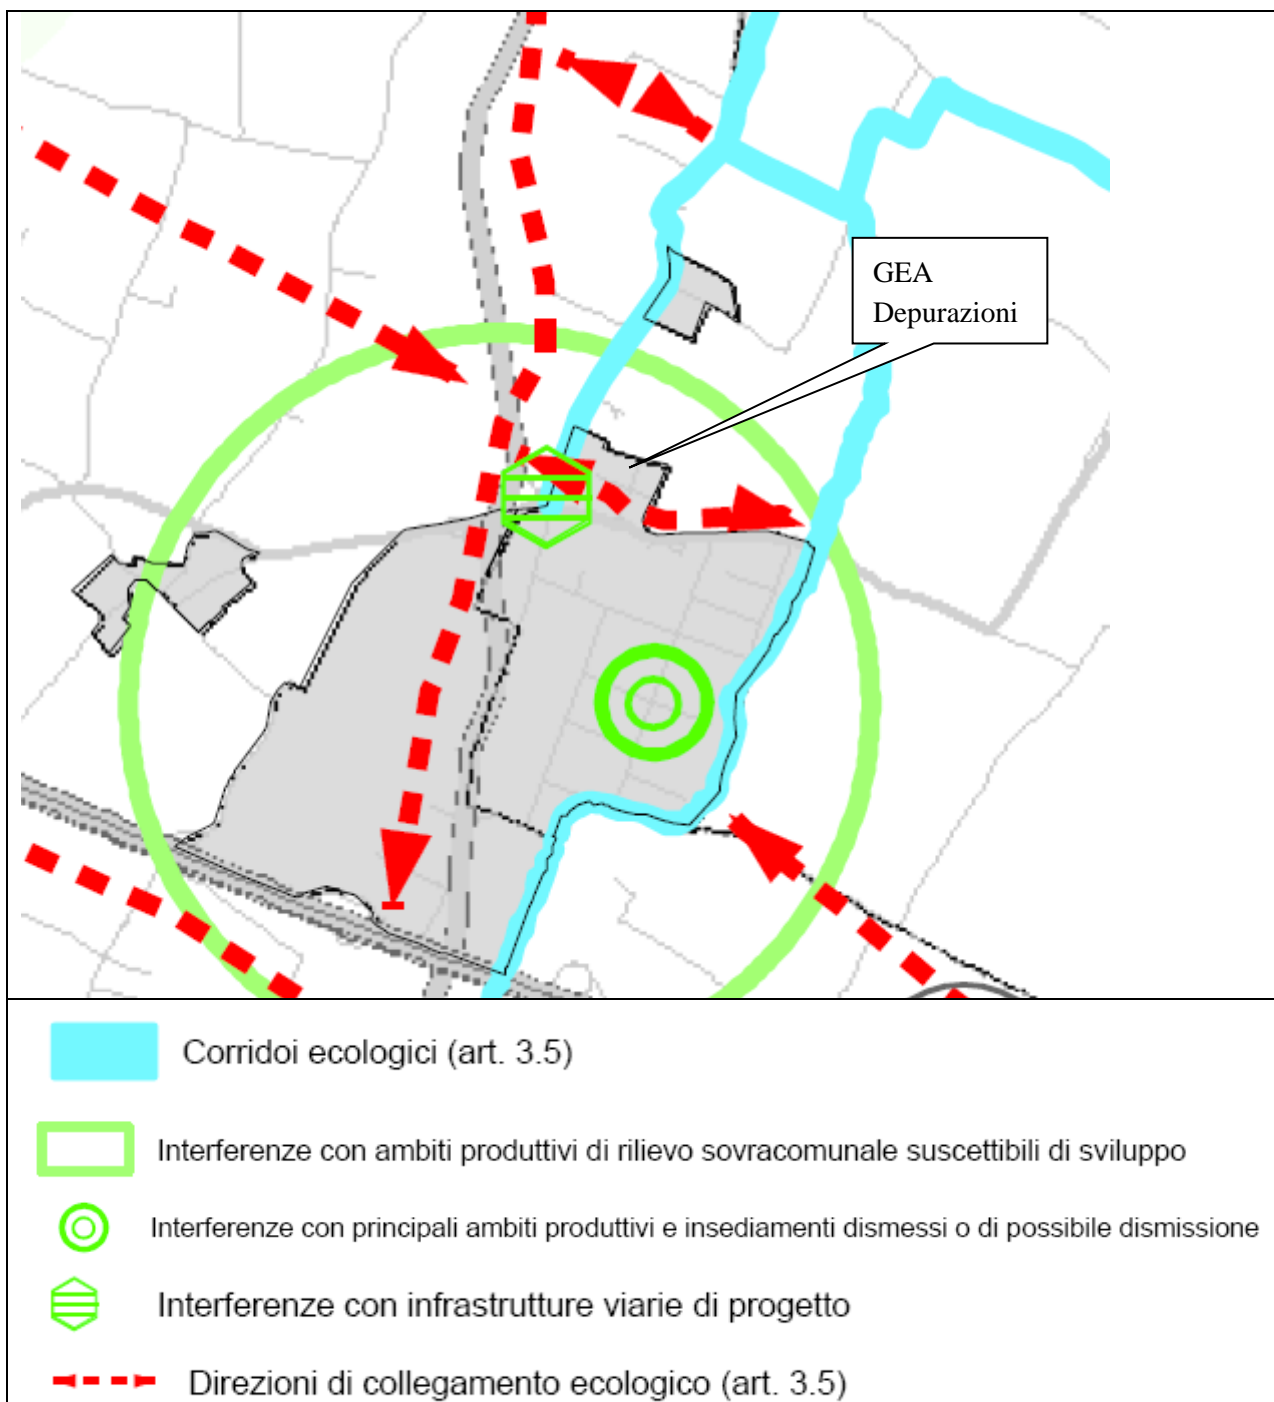 GEA
Depurazioni
Corridoi ecologici (art. 3.5)
Interferenze con ambiti produttivi di rilievo sovracomunale suscettibili di sviluppo
Interferenze con principali ambiti produttivi e insediamenti dismessi o di possibile dismissione
Interferenze con infrastrutture viarie di progetto
Direzioni di collegamento ecologico (art. 3.5)